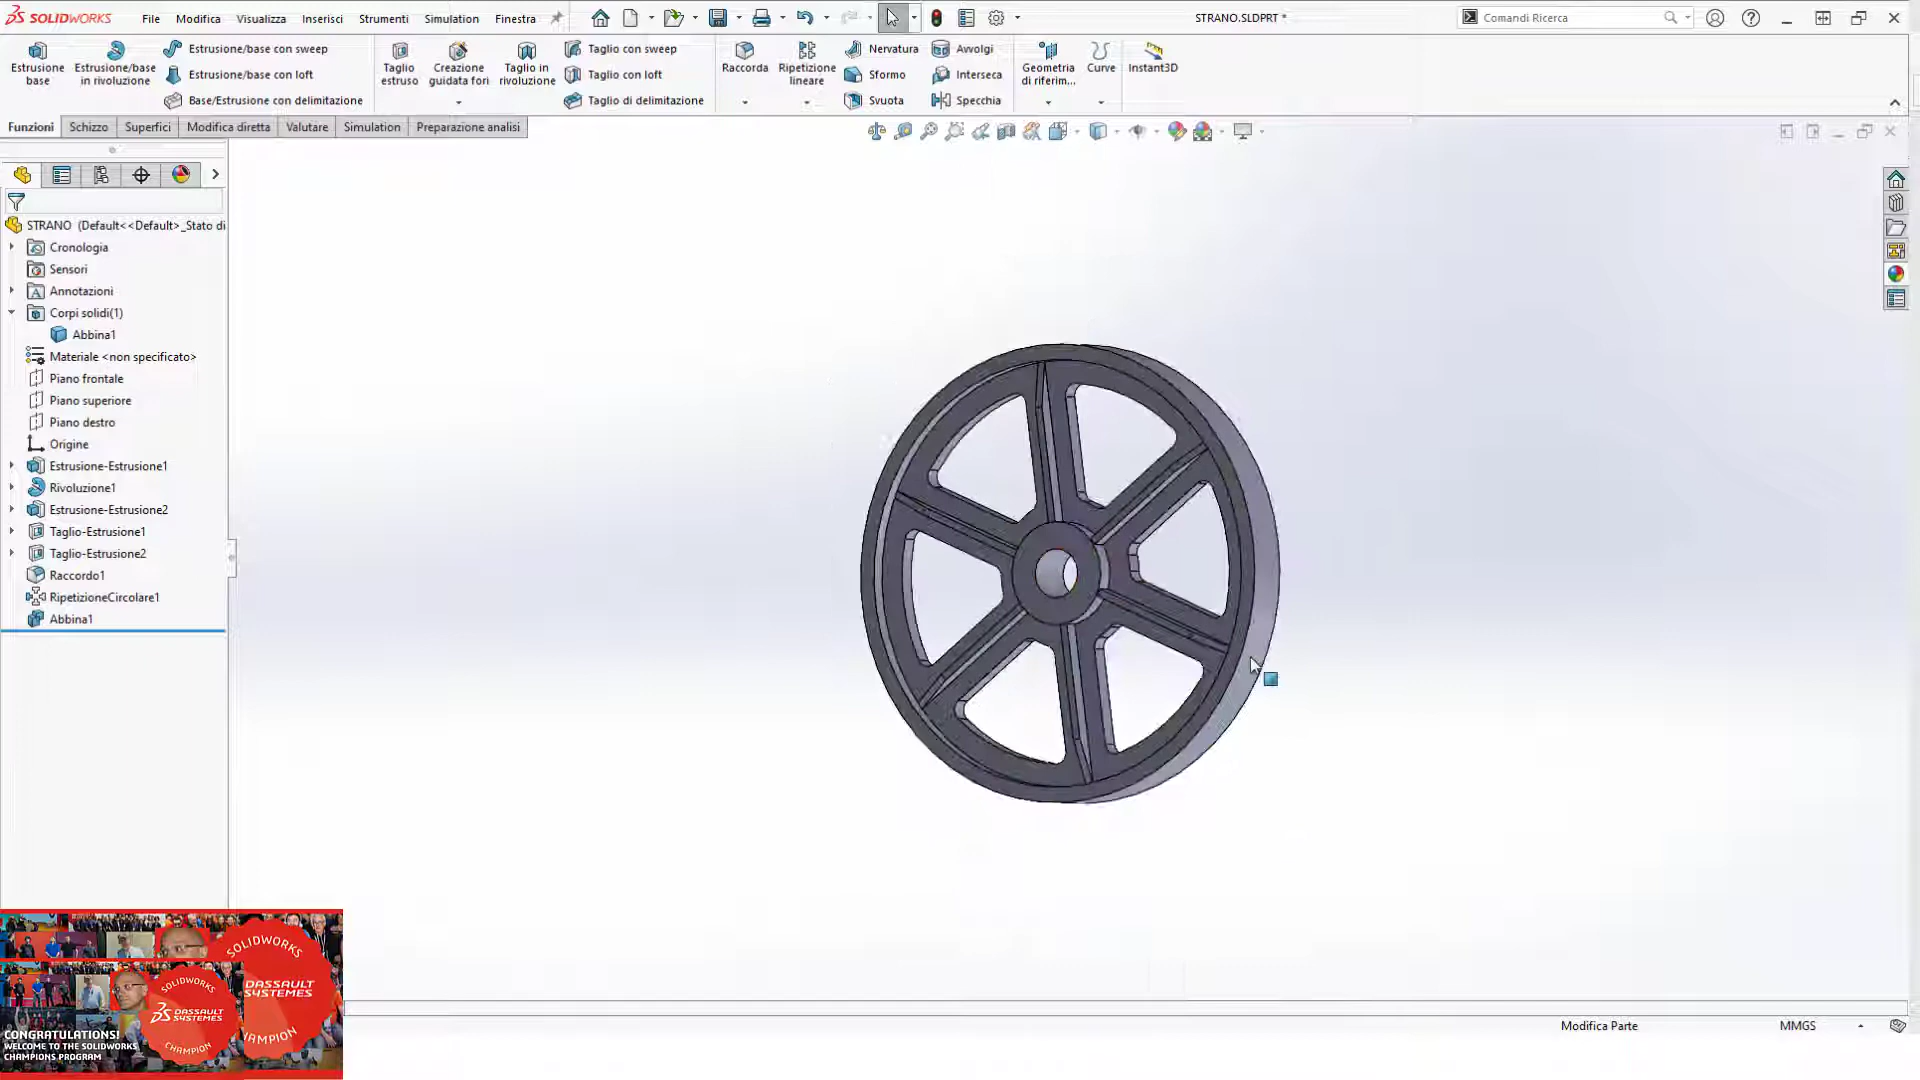 SOLIDWORKS
File Modifica Visualizza Inserisci Strumenti Simulation Finestra
STRANO.SLDPRT *
Comandi Ricerca
Estrusione base
Estrusione/base in rivoluzione
Estrusione/base con sweep
Estrusione/base con loft
Base/Estrusione con delimitazione
Taglio estruso
Creazione guidata fori
Taglio in rivoluzione
Taglio con sweep
Taglio con loft
Taglio di delimitazione
Raccorda
Ripetizione lineare
Nervatura
Sformo
Svuota
Avvolgi
Interseca
Specchia
Geometria di riferim...
Curve
Instant3D
Funzioni Schizzo Superfici Modifica diretta Valutare Simulation Preparazione analisi
STRANO (Default<<Default>_Stato di
Cronologia
Sensori
Annotazioni
Corpi solidi(1)
Abbina1
Materiale <non specificato>
Piano frontale
Piano superiore
Piano destro
Origine
Estrusione-Estrusione1
Rivoluzione1
Estrusione-Estrusione2
Taglio-Estrusione1
Taglio-Estrusione2
Raccordo1
RipetizioneCircolare1
Abbina1
SOLIDWORKS
DASSAULT SYSTEMES
SOLIDWORKS
DASSAULT SYSTEMES
CHAMPION
CONGRATULATIONS!
WELCOME TO THE SOLIDWORKS
CHAMPIONS PROGRAM
Modifica Parte
MMGS